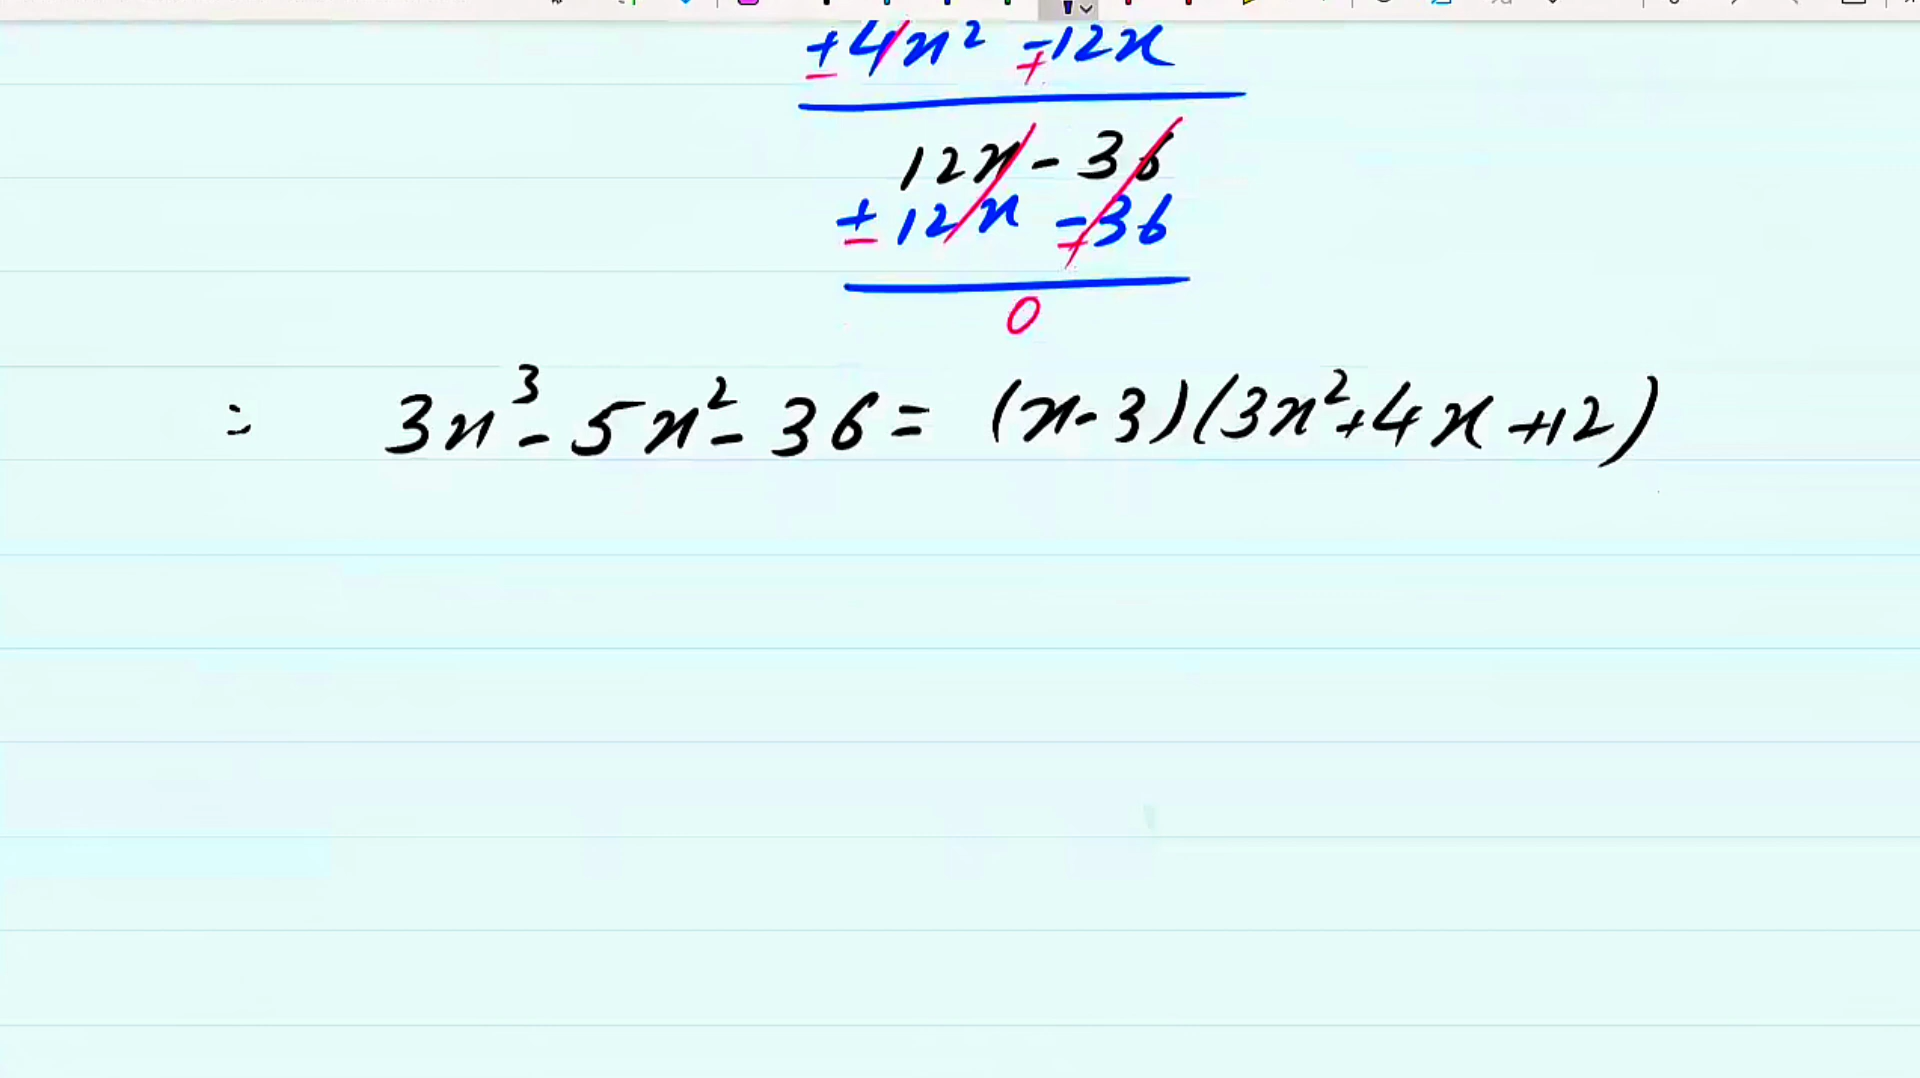 ± 4x² ∓ 12x
12x - 36
± 12x ∓ 36
0
= 3x³ - 5x² - 36 = (x - 3)(3x² + 4x + 12)